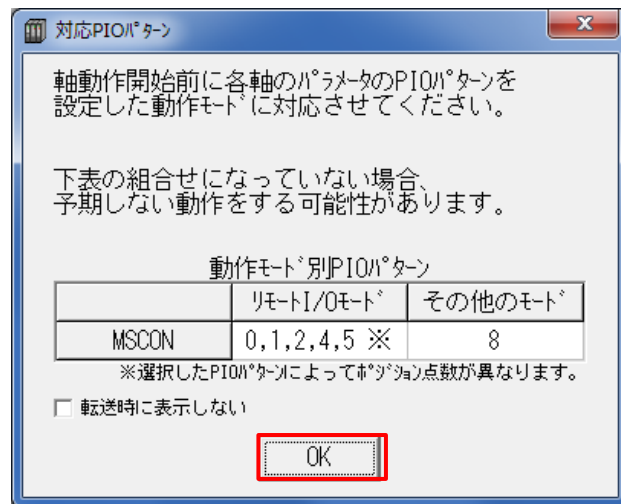 対応PIOﾊﾟﾀｰﾝ
軸動作開始前に各軸のﾊﾟﾗﾒｰﾀのPIOﾊﾟﾀｰﾝを
設定した動作ﾓｰﾄﾞに対応させてください。
下表の組合せになっていない場合、
予期しない動作をする可能性があります。
動作ﾓｰﾄﾞ別PIOﾊﾟﾀｰﾝ
ﾘﾓｰﾄI/Oﾓｰﾄﾞ その他のﾓｰﾄﾞ
MSCON 0,1,2,4,5 ※ 8
※選択したPIOﾊﾟﾀｰﾝによってﾎﾟｼﾞｼｮﾝ点数が異なります。
転送時に表示しない
OK